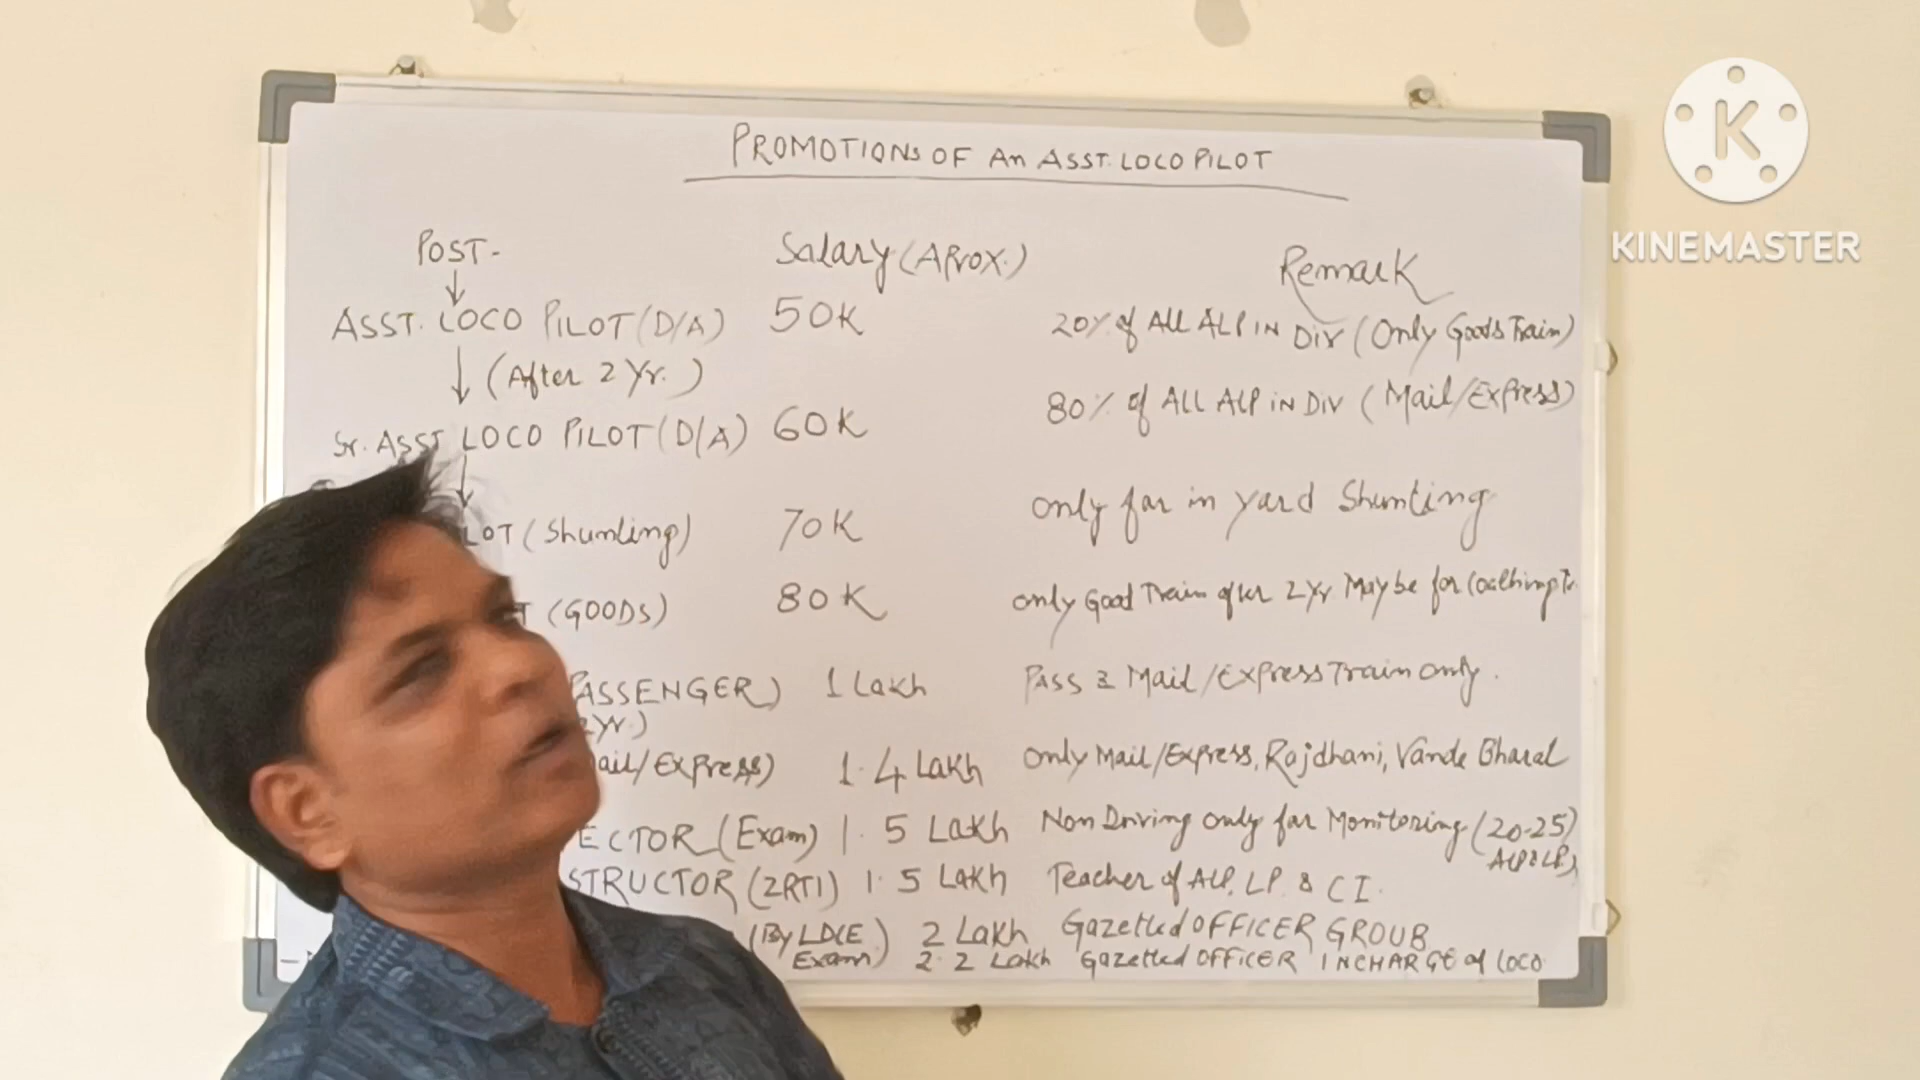 PROMOTIONS OF An ASST. LOCO PILOT
KINEMASTER
POST- Salary (AProx.) Remark
ASST. LOCO PILOT (D/A) 50K 20% of All ALP IN DIV (Only Goods Train)
(After 2 Yr.)
Sr. ASST LOCO PILOT (D/A) 60K 80% of ALL ALP IN DIV (Mail/Express)
LOT (Shunting) 70K only for in yard Shunting
T (GOODS) 80K only Good Train after 2 Yr May be for Coaching Tr.
PASSENGER) 1 Lakh PASS & Mail/Express Train only.
2 Yr.)
ail/Express) 1.4 Lakh Only Mail/Express, Rajdhani, Vande Bharat
ECTOR (Exam) 1.5 Lakh Non Driving only for Monitoring (20-25)
ALP & LP
STRUCTOR (ZRTI) 1.5 Lakh Teacher of ALP, LP & CI.
(By LDCE 2 Lakh Gazetted OFFICER GROUB
Exam) 2.2 Lakh Gazetted OFFICER INCHARGE of LOCO